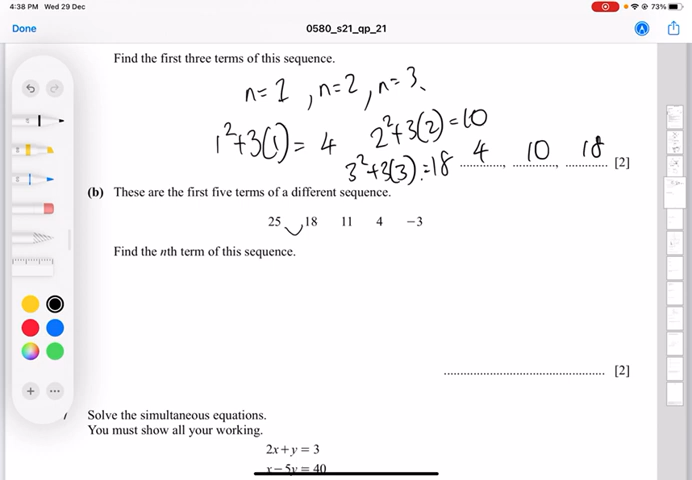 4:38 PM Wed 29 Dec
73%
Done
0580_s21_qp_21
Find the first three terms of this sequence.
n=1 , n=2 , n=3
1²+3(1) = 4 2²+3(2)=10
3²+3(3)=18 4 , 10 , 18 [2]
(b) These are the first five terms of a different sequence.
25 18 11 4 −3
Find the nth term of this sequence.
[2]
Solve the simultaneous equations.
You must show all your working.
2x + y = 3
x − 5y = 40